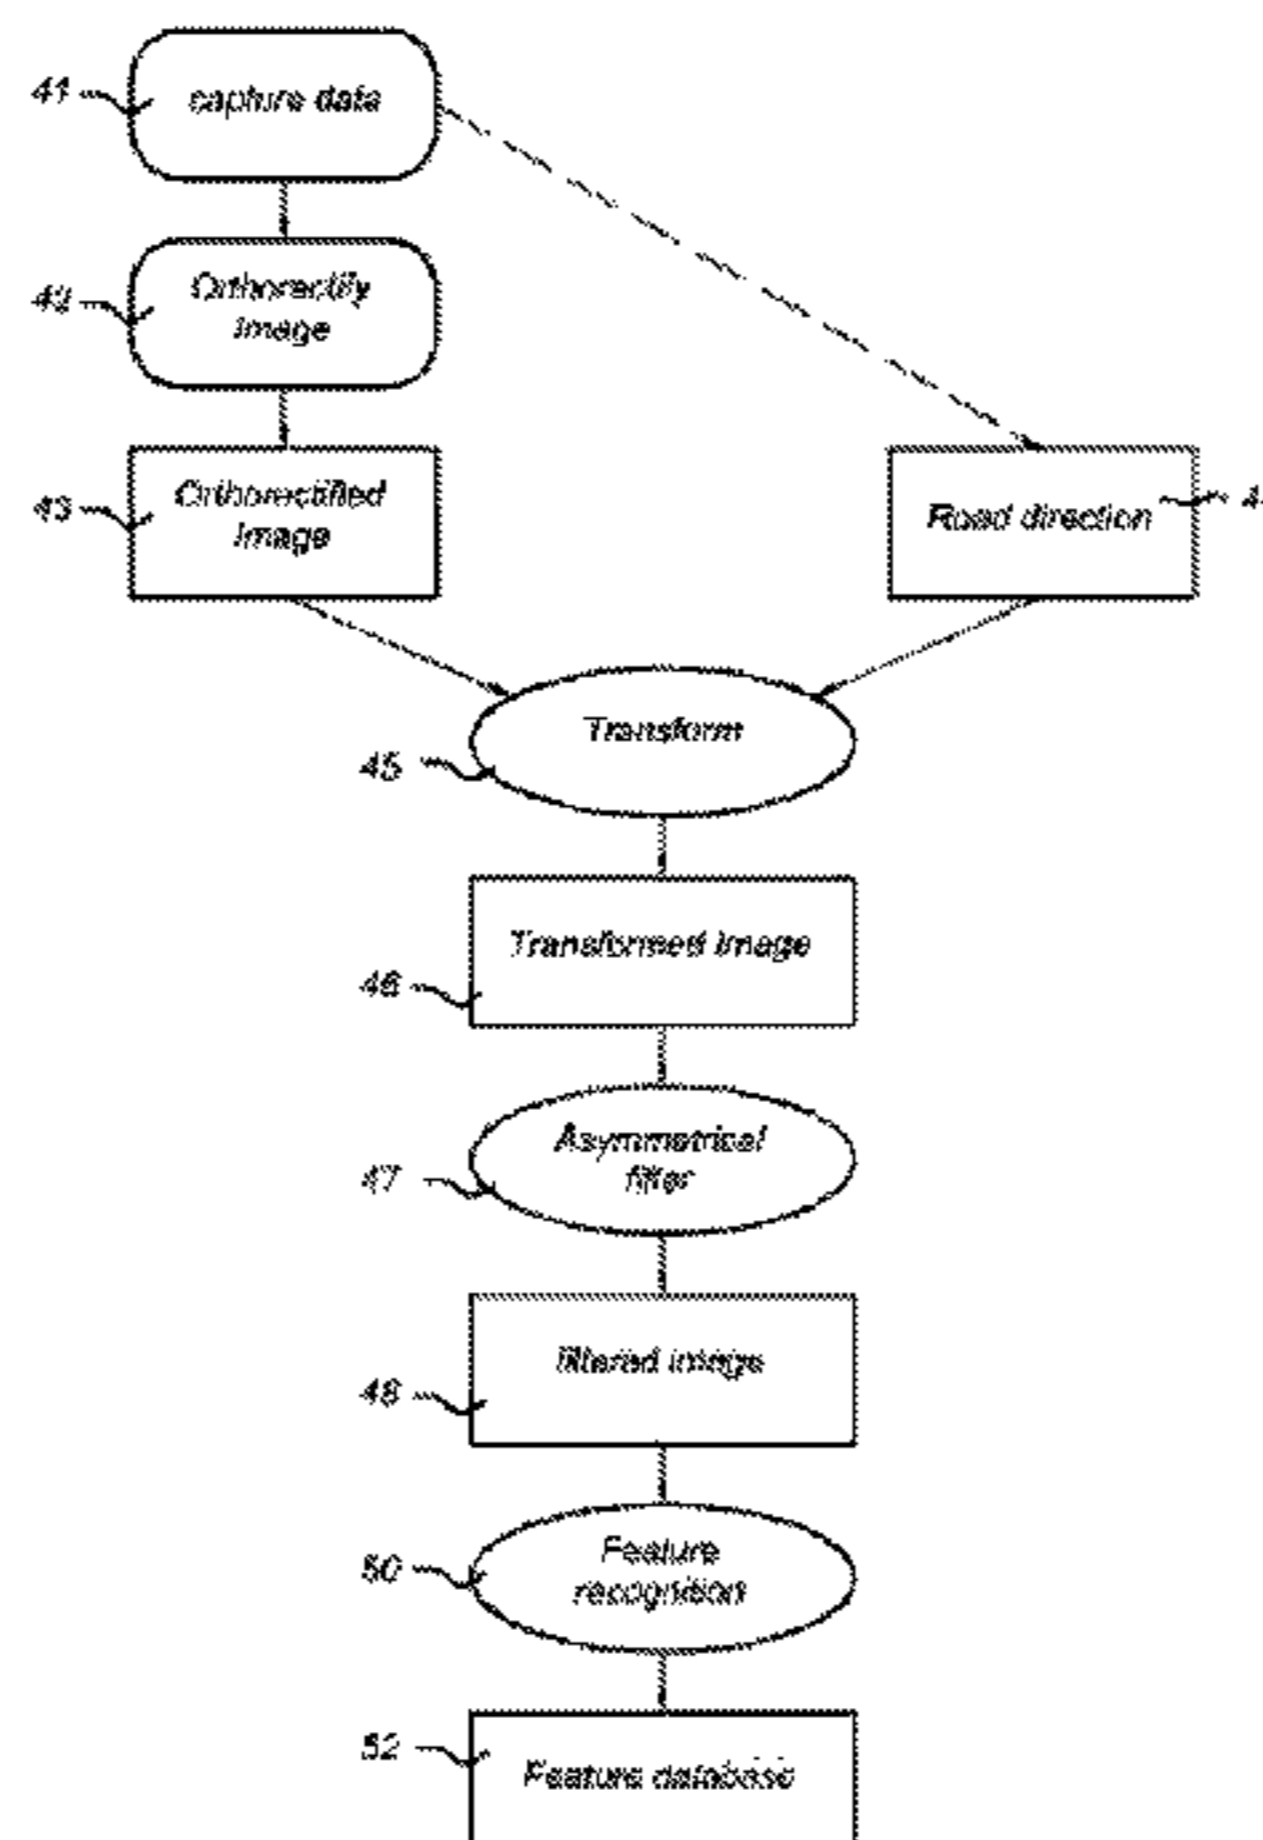 41
capture data
42
Orthorectify
Image
43
Orthorectified
Image
Road direction
Transform
45
Transformed Image
46
Asymmetrical
filter
47
filtered image
48
Feature
recognition
50
52
Feature database